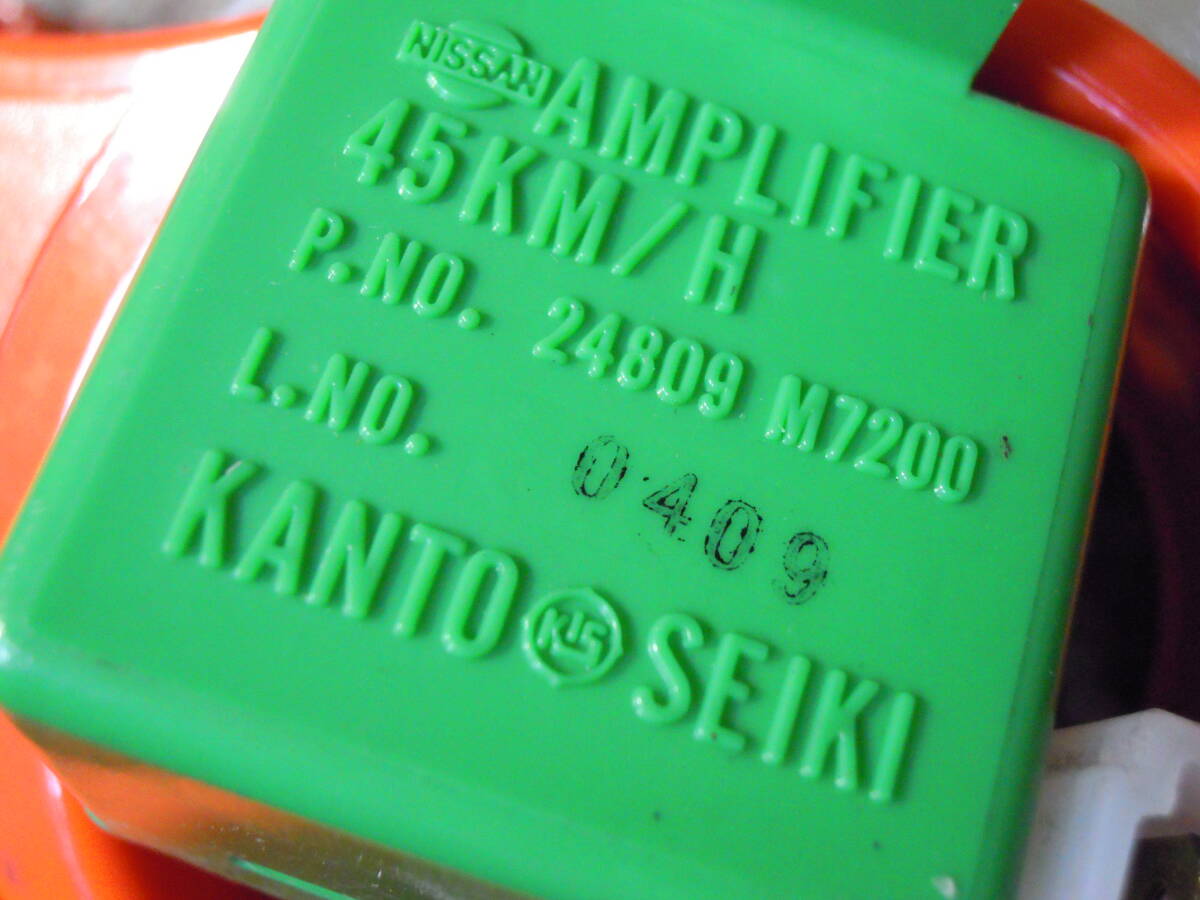 NISSAN AMPLIFIER
45KM/H
P.NO. 24809 M7200
L.NO. 0409
KANTO KS SEIKI